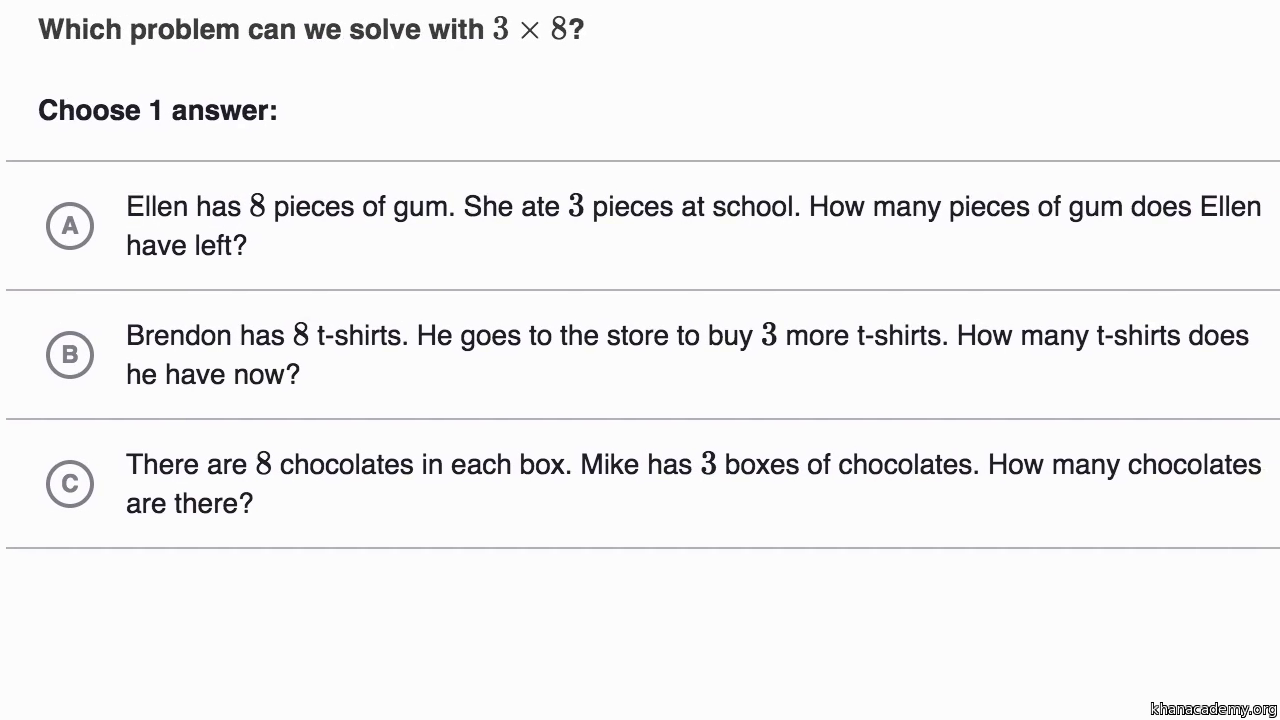 Which problem can we solve with 3 × 8?
Choose 1 answer:
A
Ellen has 8 pieces of gum. She ate 3 pieces at school. How many pieces of gum does Ellen
have left?
B
Brendon has 8 t-shirts. He goes to the store to buy 3 more t-shirts. How many t-shirts does
he have now?
C
There are 8 chocolates in each box. Mike has 3 boxes of chocolates. How many chocolates
are there?
khanacademy.org